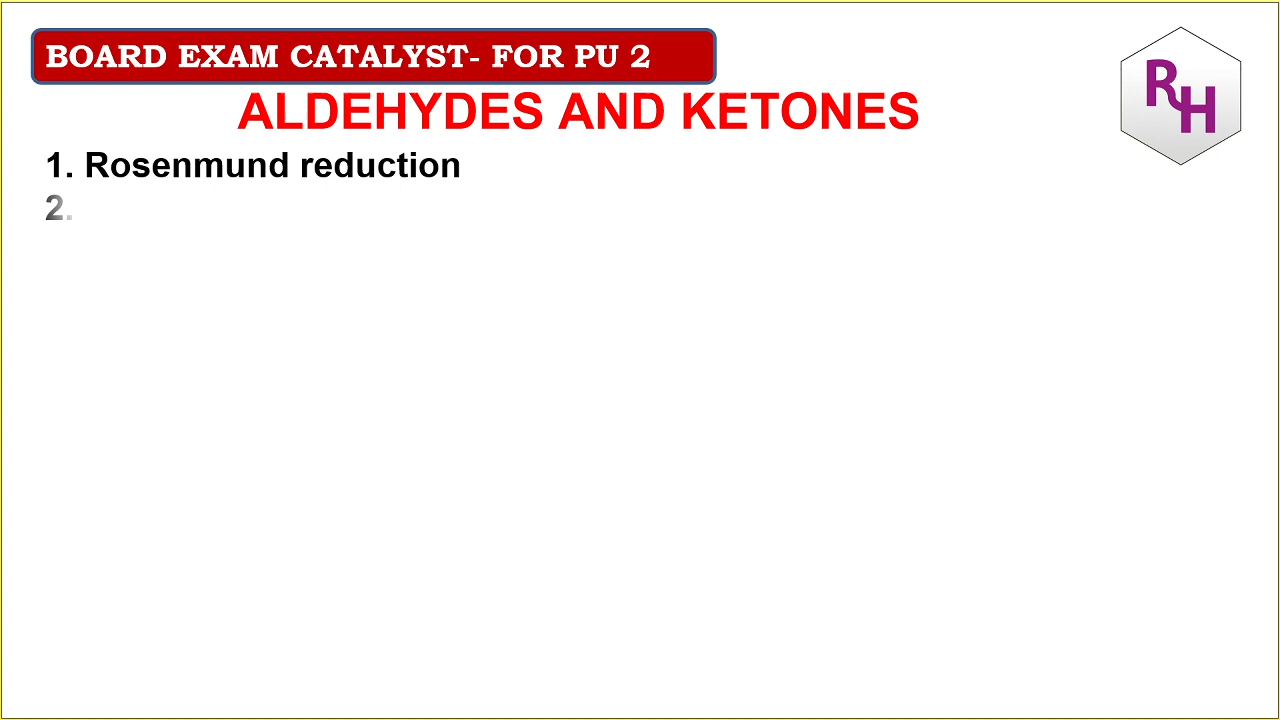 BOARD EXAM CATALYST- FOR PU 2
RH
ALDEHYDES AND KETONES
1. Rosenmund reduction
2.